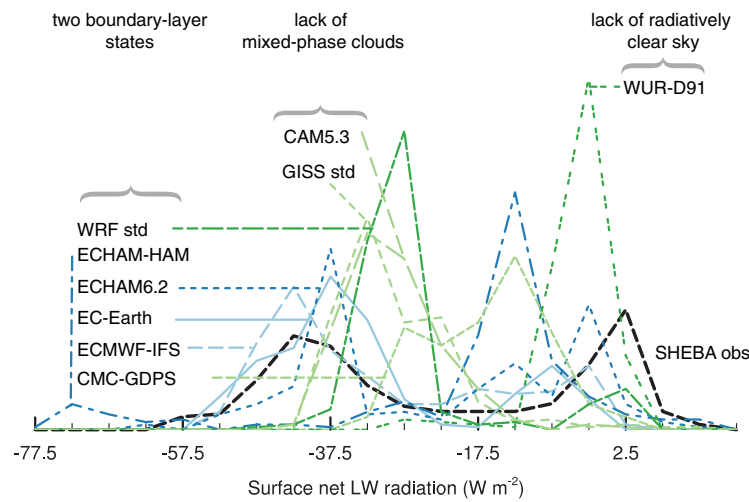 two boundary-layer
states
lack of
mixed-phase clouds
lack of radiatively
clear sky
WUR-D91
CAM5.3
GISS std
WRF std
ECHAM-HAM
ECHAM6.2
EC-Earth
ECMWF-IFS
CMC-GDPS
SHEBA obs
-77.5 -57.5 -37.5 -17.5 2.5
Surface net LW radiation (W m-2)